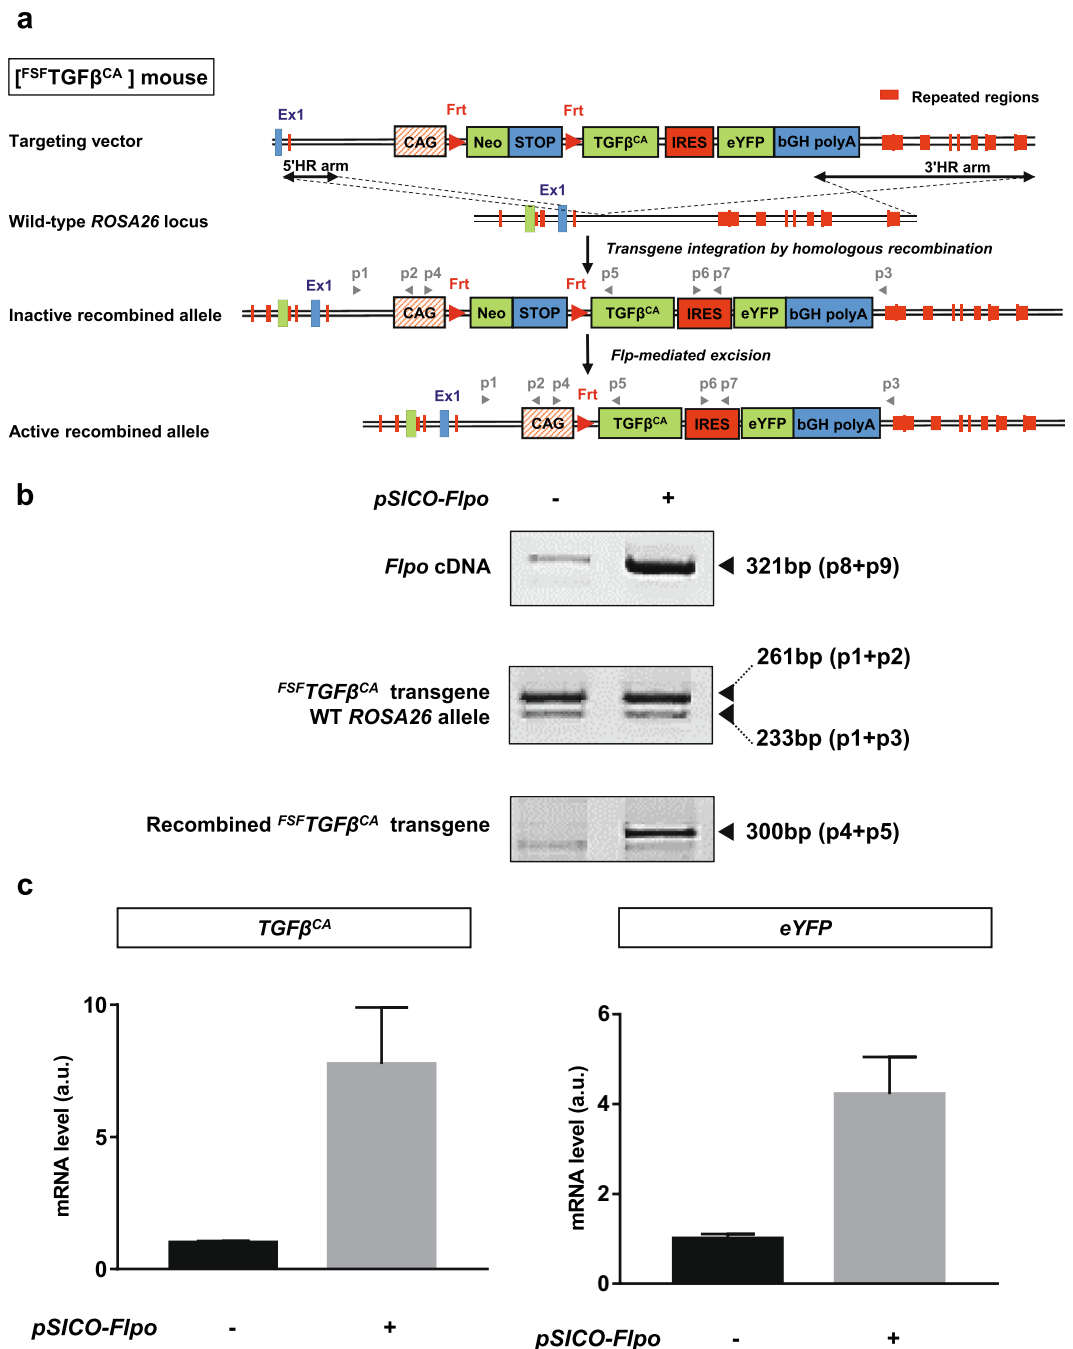 a
[FSFTGFβCA ] mouse
Repeated regions
Ex1 Frt Frt
Targeting vector CAG Neo STOP TGFβCA IRES eYFP bGH polyA
5'HR arm 3'HR arm
Ex1
Wild-type ROSA26 locus
Transgene integration by homologous recombination
p1 p2 p4 p5 p6 p7 p3
Ex1 Frt Frt
Inactive recombined allele CAG Neo STOP TGFβCA IRES eYFP bGH polyA
Flp-mediated excision
p1 p2 p4 p5 p6 p7 p3
Ex1 Frt
Active recombined allele CAG TGFβCA IRES eYFP bGH polyA
b
pSICO-Flpo - +
Flpo cDNA 321bp (p8+p9)
261bp (p1+p2)
FSFTGFβCA transgene
WT ROSA26 allele
233bp (p1+p3)
Recombined FSFTGFβCA transgene 300bp (p4+p5)
c
TGFβCA
mRNA level (a.u.)
10
5
0
pSICO-Flpo - +
eYFP
mRNA level (a.u.)
6
4
2
0
pSICO-Flpo - +